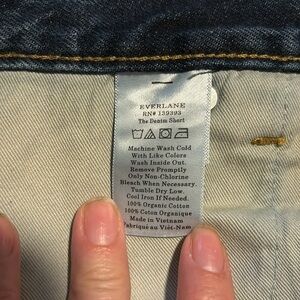 EVERLANE
RN# 139393
The Denim Short
Machine Wash Cold
With Like Colors
Wash Inside Out.
Remove Promptly
Only Non-Chlorine
Bleach When Necessary.
Tumble Dry Low.
Cool Iron If Needed.
100% Organic Cotton
100% Coton Organique
Made in Vietnam
Fabriqué au Viêt-Nam